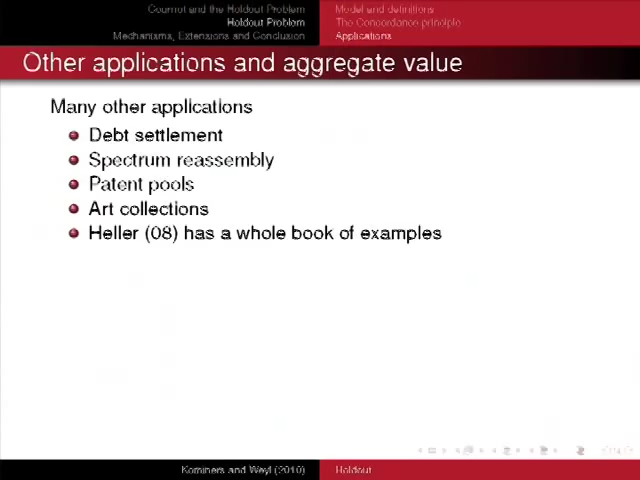 Cournot and the Holdout Problem
Holdout Problem
Mechanisms, Extensions and Conclusion
Model and definitions
The Concordance principle
Applications
Other applications and aggregate value
Many other applications
Debt settlement
Spectrum reassembly
Patent pools
Art collections
Heller (08) has a whole book of examples
Kominers and Weyl (2010)
Holdout